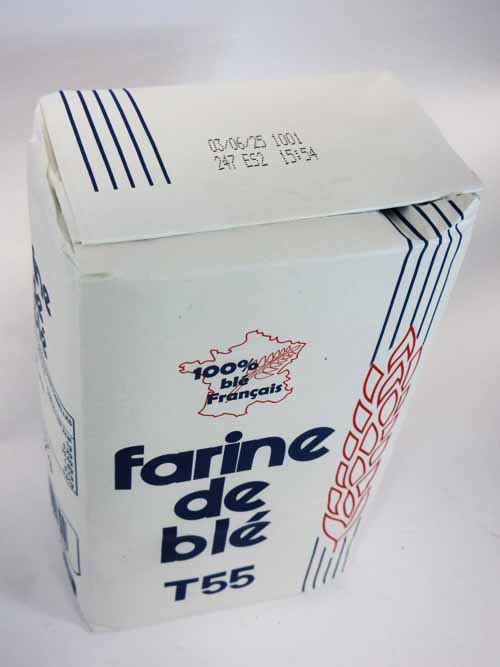 03/06/25 1001
247 ES2 15:54
100%
blé
Français
farine
de
blé
T55